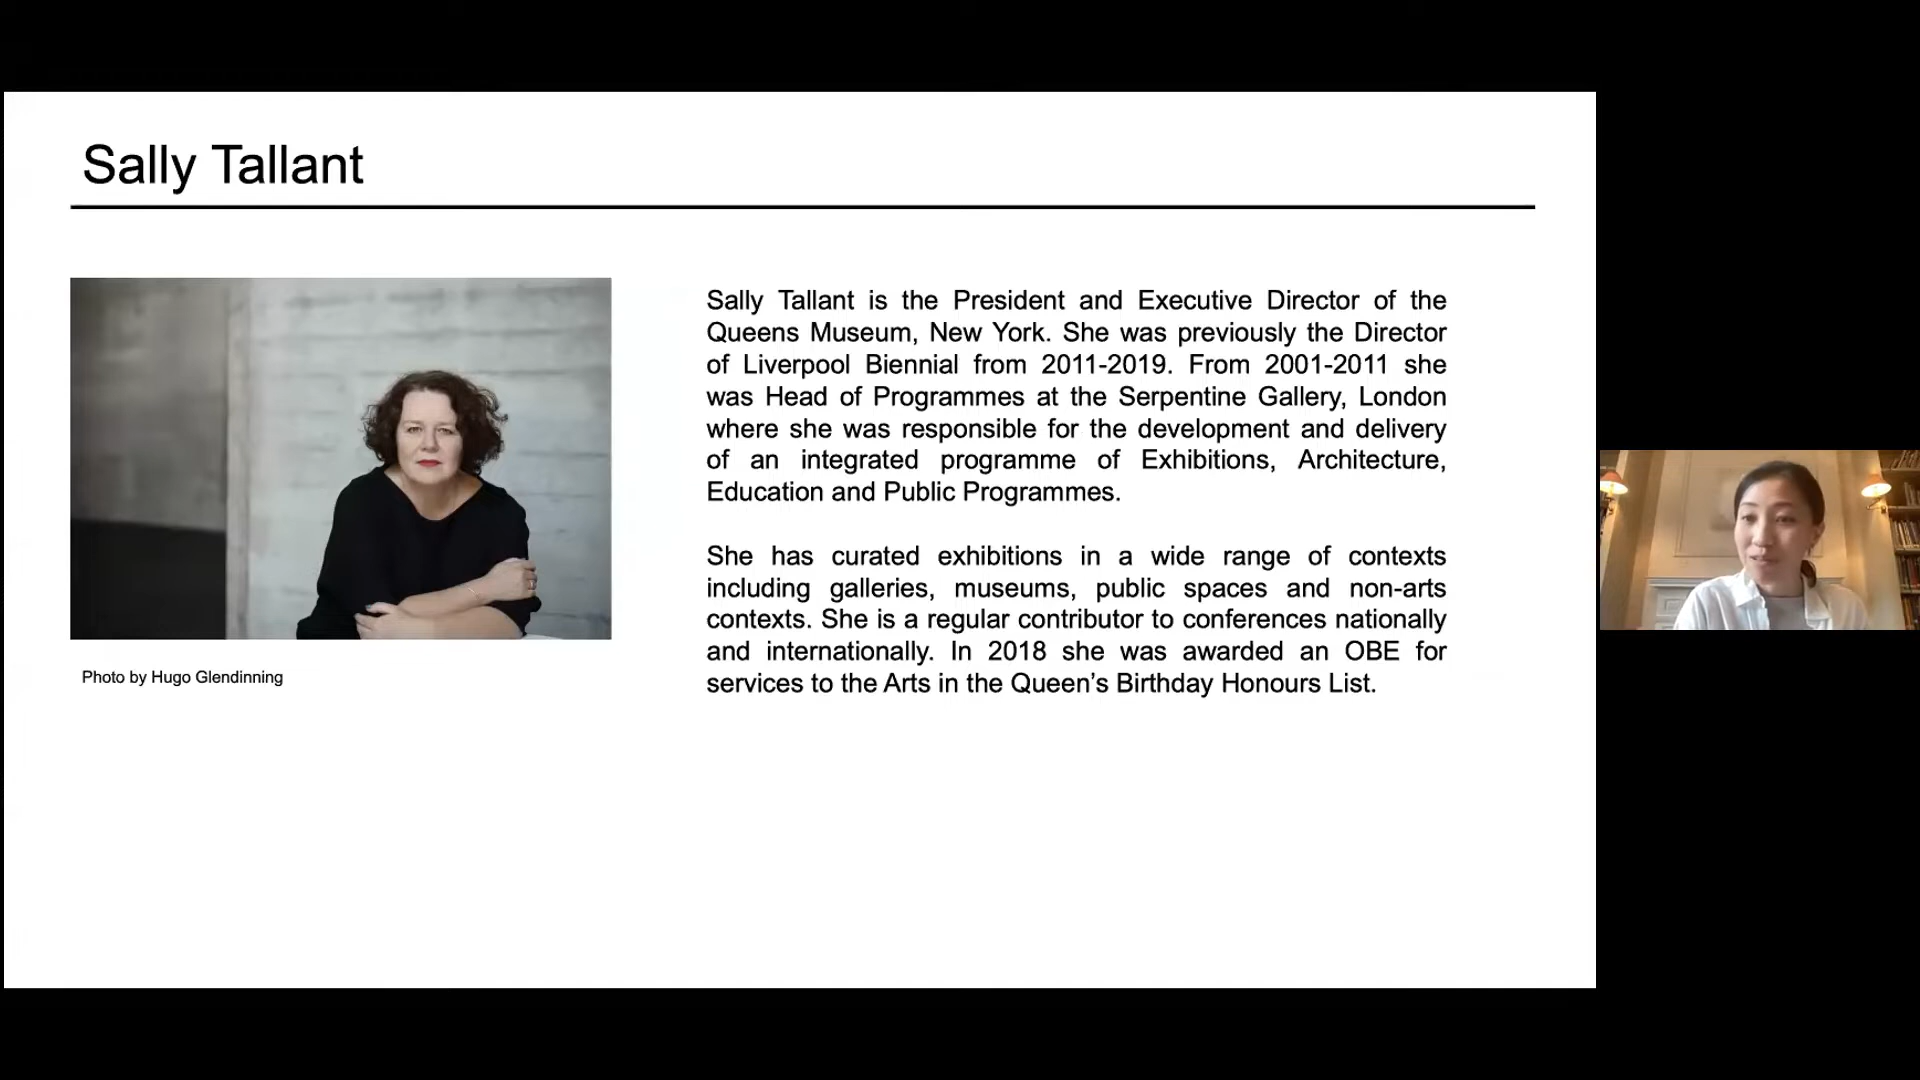 Sally Tallant
Sally Tallant is the President and Executive Director of the
Queens Museum, New York. She was previously the Director
of Liverpool Biennial from 2011-2019. From 2001-2011 she
was Head of Programmes at the Serpentine Gallery, London
where she was responsible for the development and delivery
of an integrated programme of Exhibitions, Architecture,
Education and Public Programmes.
She has curated exhibitions in a wide range of contexts
including galleries, museums, public spaces and non-arts
contexts. She is a regular contributor to conferences nationally
and internationally. In 2018 she was awarded an OBE for
services to the Arts in the Queen’s Birthday Honours List.
Photo by Hugo Glendinning